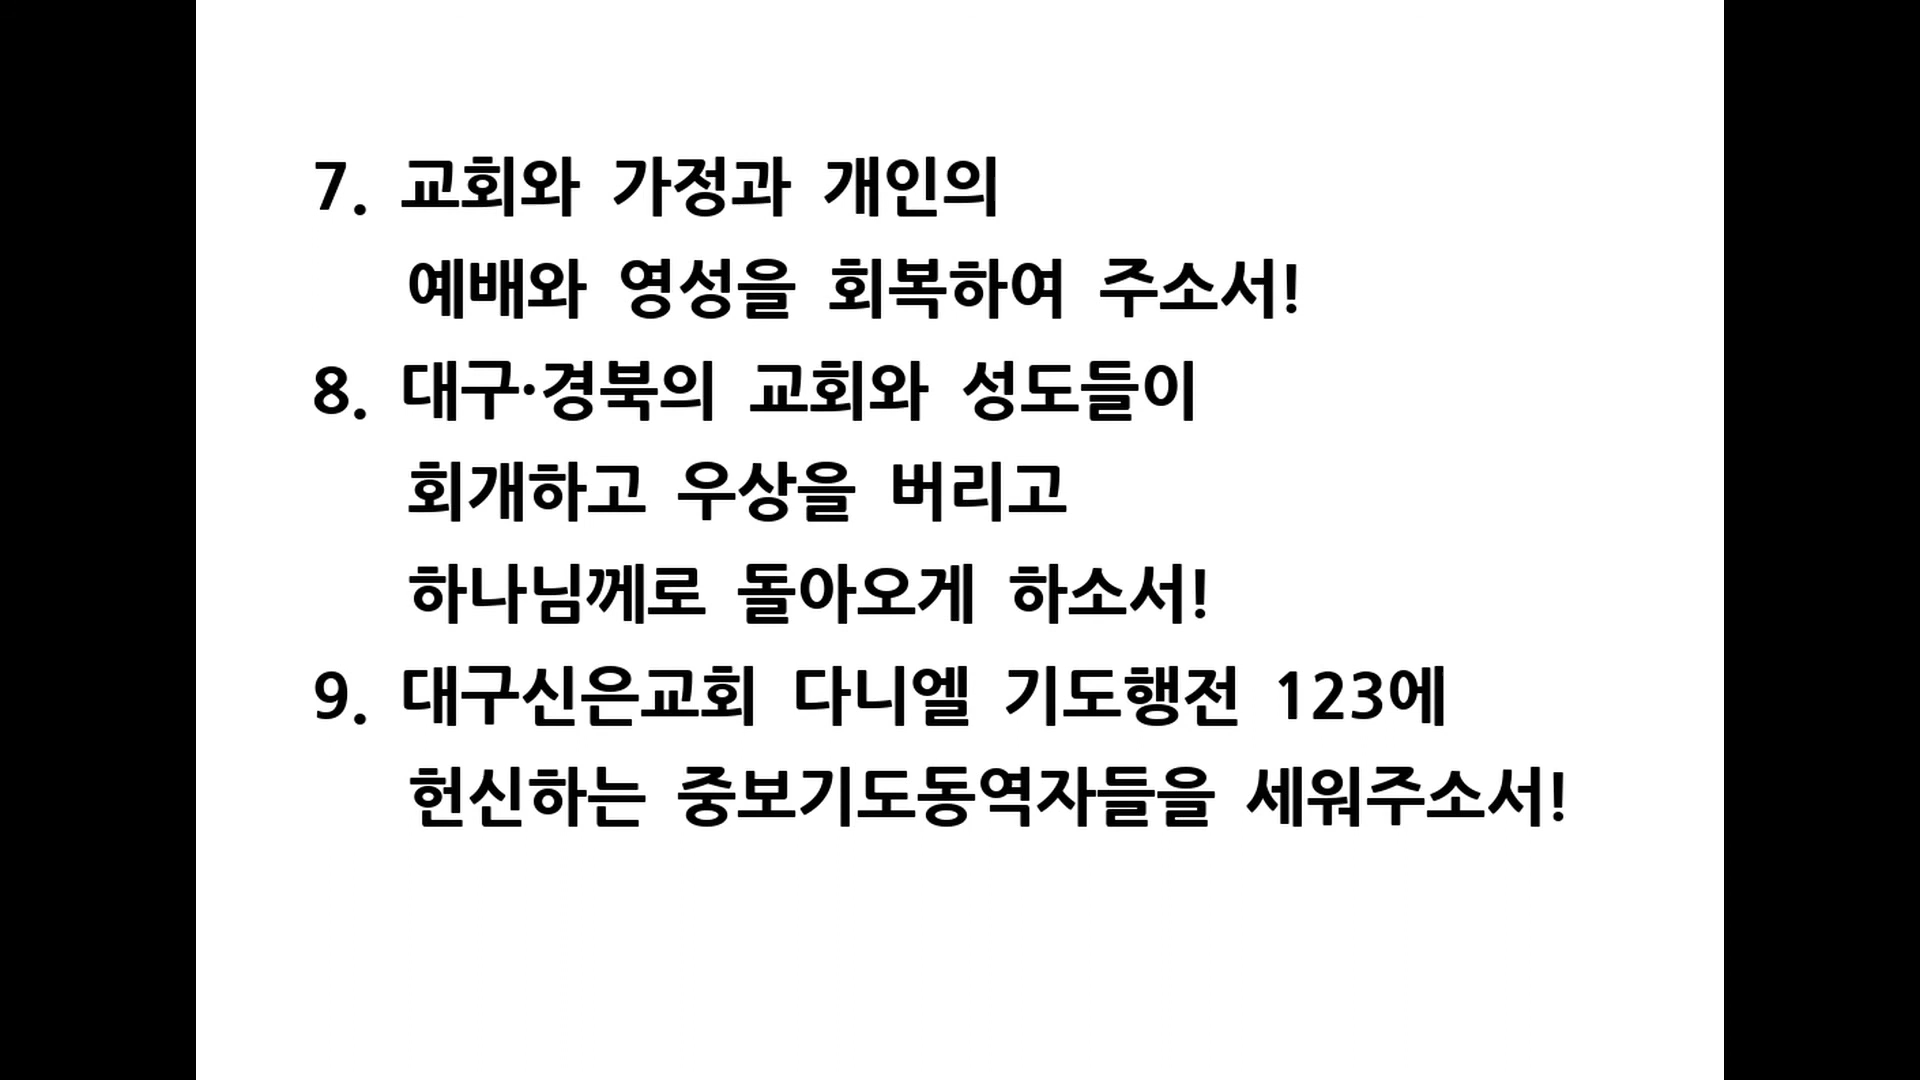 7. 교회와 가정과 개인의
예배와 영성을 회복하여 주소서!
8. 대구·경북의 교회와 성도들이
회개하고 우상을 버리고
하나님께로 돌아오게 하소서!
9. 대구신은교회 다니엘 기도행전 123에
헌신하는 중보기도동역자들을 세워주소서!